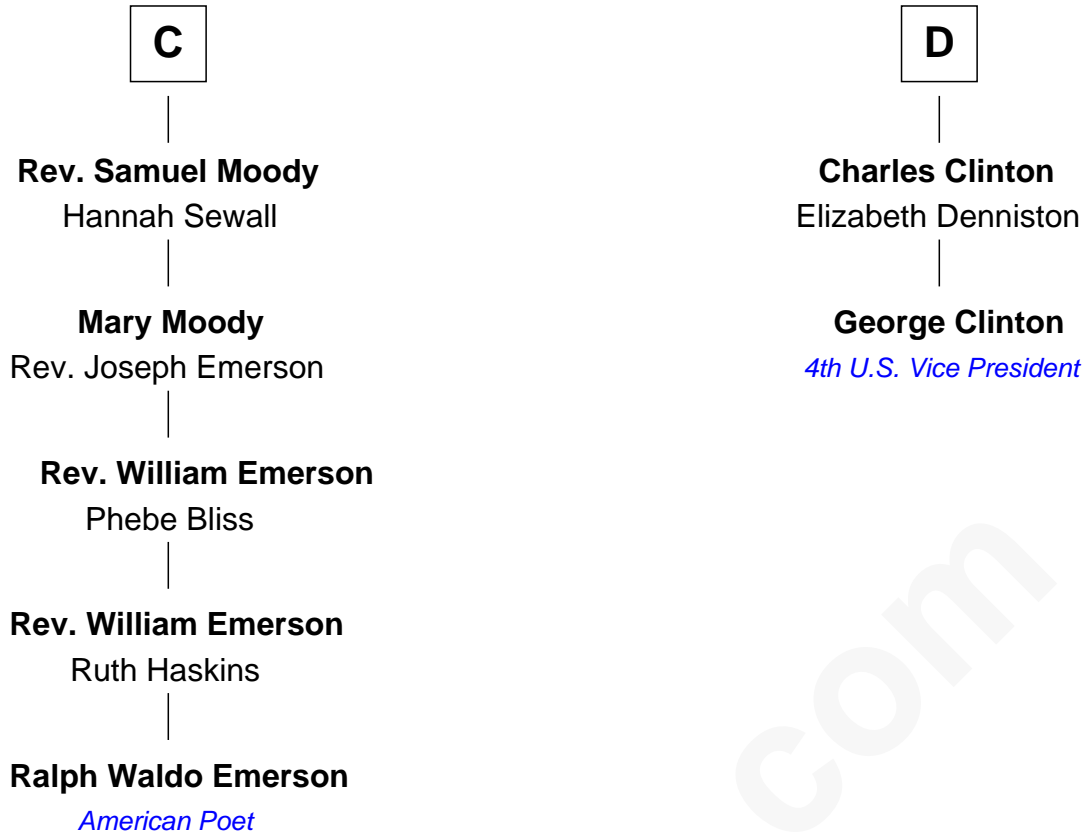 C
Rev. Samuel Moody
Hannah Sewall
Mary Moody
Rev. Joseph Emerson
Rev. William Emerson
Phebe Bliss
Rev. William Emerson
Ruth Haskins
Ralph Waldo Emerson
American Poet
D
Charles Clinton
Elizabeth Denniston
George Clinton
4th U.S. Vice President
com